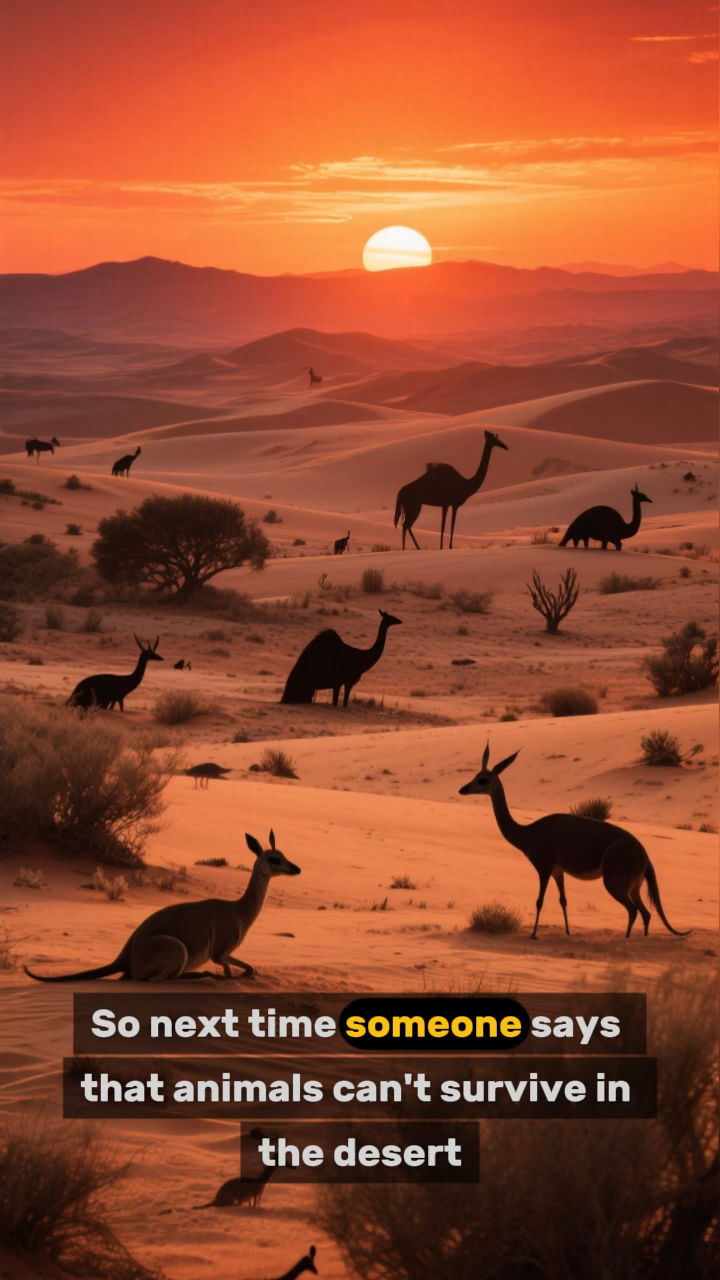 So next time someone says
that animals can't survive in
the desert